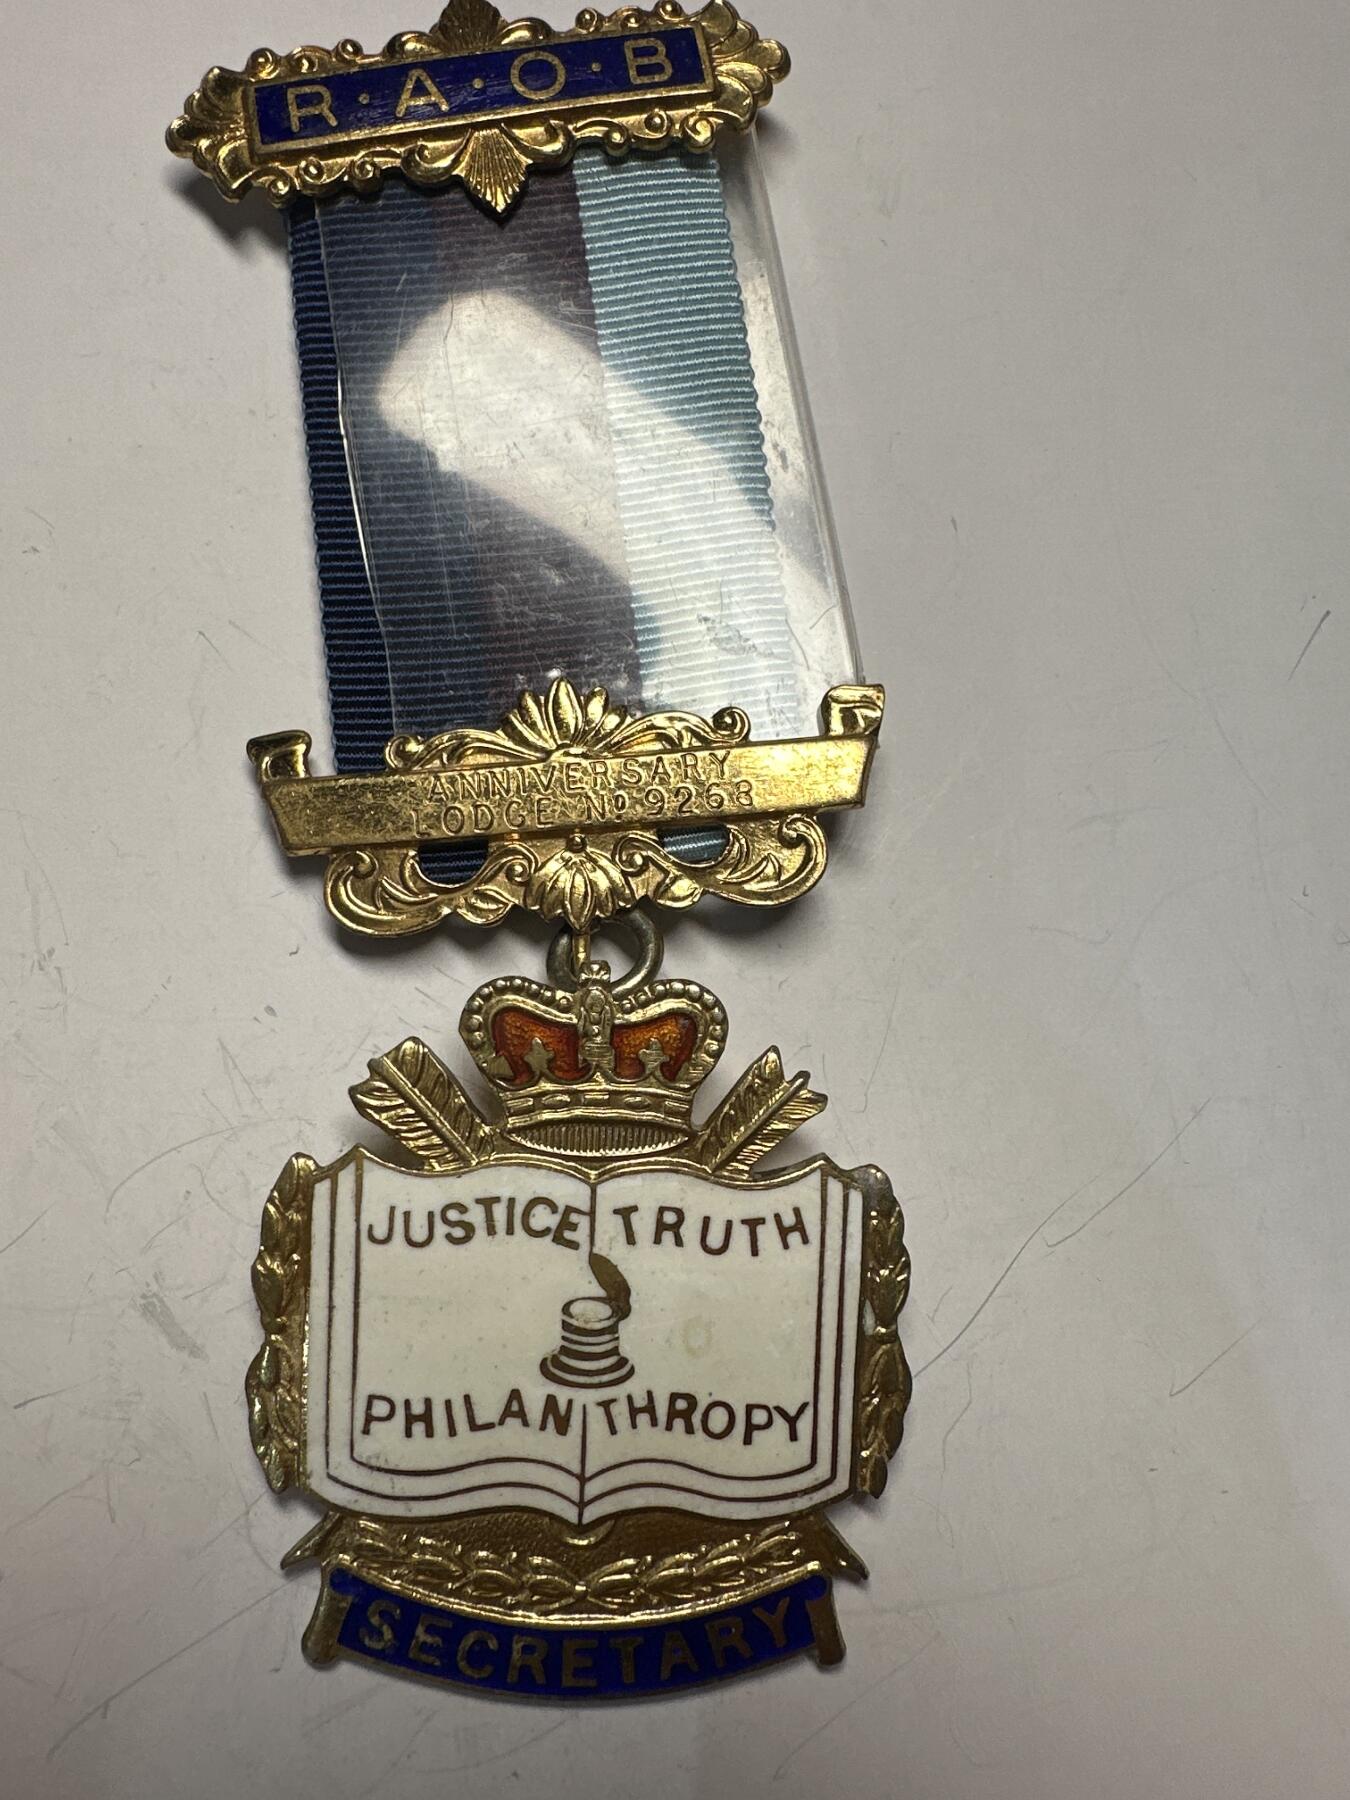 R·A·O·B
ANNIVERSARY
LODGE No 9268
JUSTICE TRUTH
PHILANTHROPY
SECRETARY